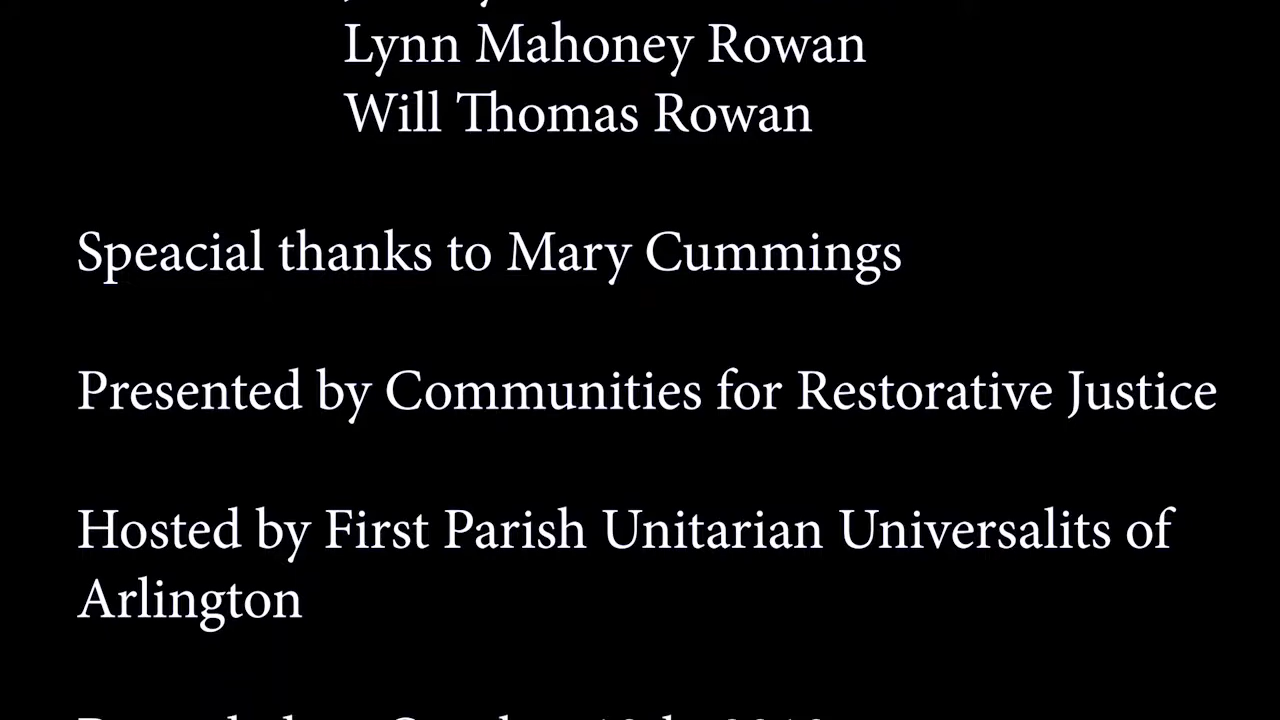 Lynn Mahoney Rowan
Will Thomas Rowan
Speacial thanks to Mary Cummings
Presented by Communities for Restorative Justice
Hosted by First Parish Unitarian Universalits of
Arlington